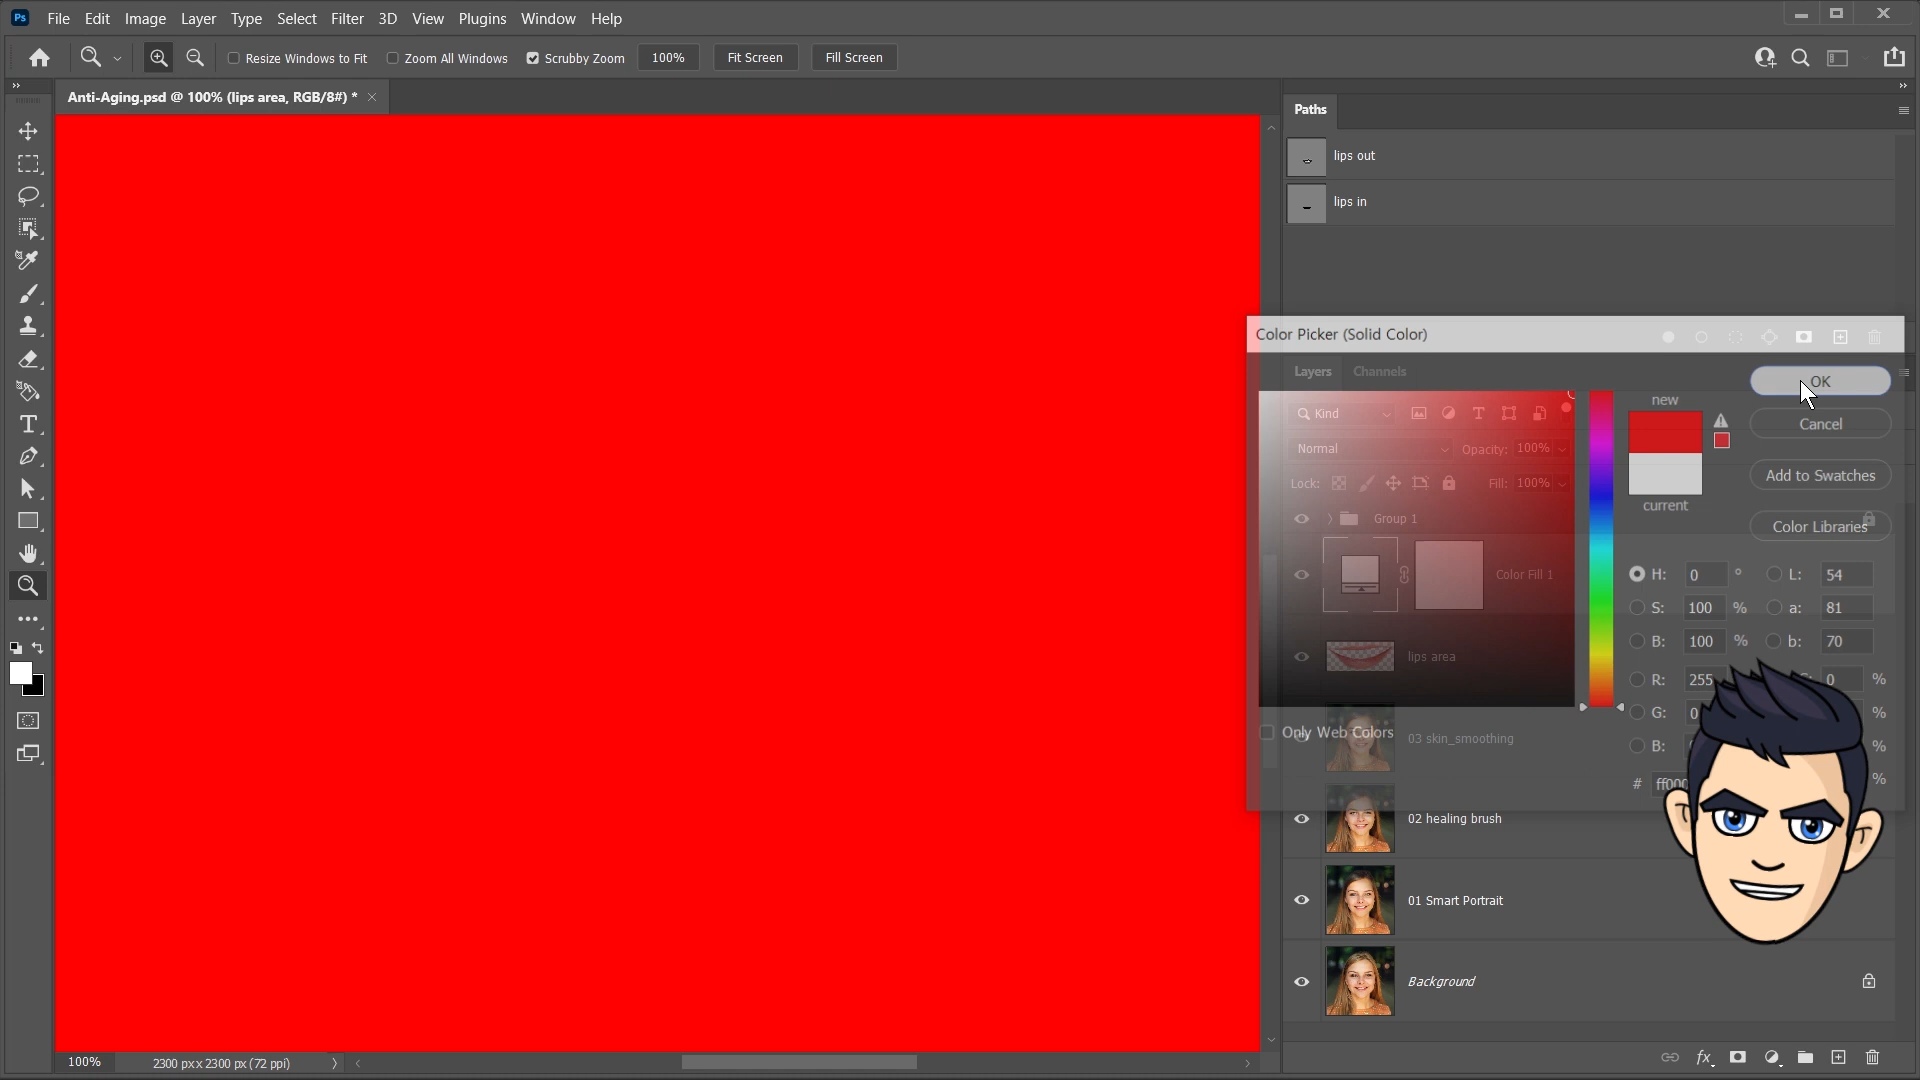 Ps File Edit Image Layer Type Select Filter 3D View Plugins Window Help
Resize Windows to Fit Zoom All Windows Scrubby Zoom 100% Fit Screen Fill Screen
Anti-Aging.psd @ 100% (lips area, RGB/8#) *
Paths
lips out
lips in
Color Picker (Solid Color)
Layers Channels
OK
new
Kind
Cancel
Normal Opacity: 100%
Add to Swatches
Lock: Fill: 100%
current
Group 1
Color Libraries
Color Fill 1
H: 0 ° L: 54
S: 100 % a: 81
B: 100 % b: 70
lips area
R: 255 0 %
G: 0 %
Only Web Colors
03 skin_smoothing
B: %
# ff000 %
02 healing brush
01 Smart Portrait
Background
100% 2300 px x 2300 px (72 ppi)
fx